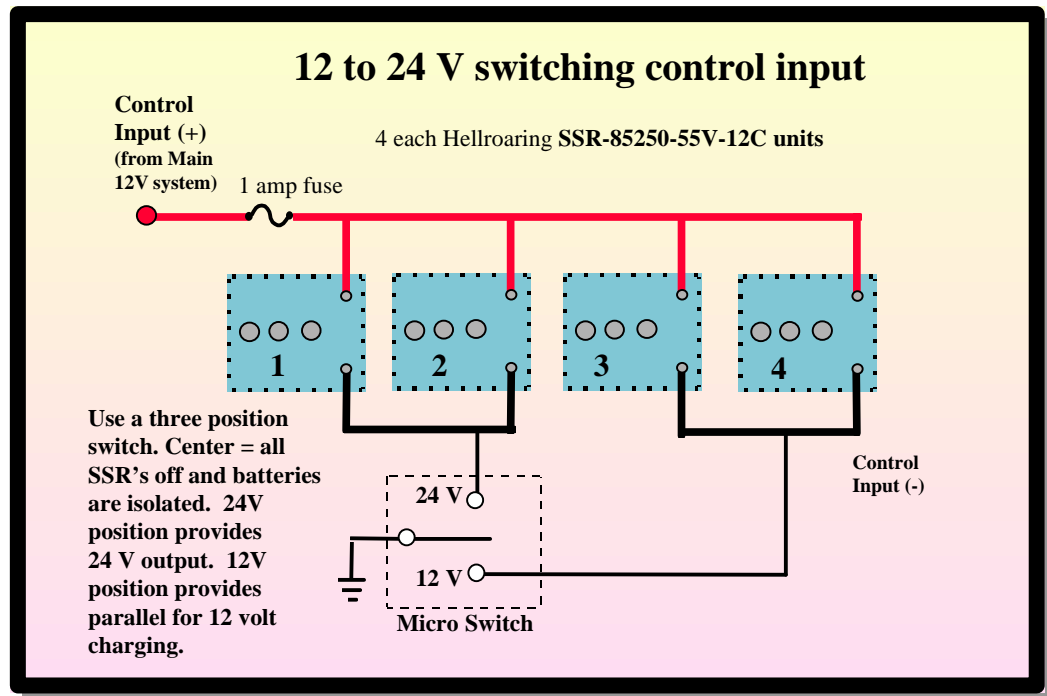 12 to 24 V switching control input
Control
Input (+)
(from Main
12V system)
4 each Hellroaring SSR-85250-55V-12C units
1 amp fuse
1
2
3
4
Use a three position
switch. Center = all
SSR's off and batteries
are isolated.  24V
position provides
24 V output.  12V
position provides
parallel for 12 volt
charging.
24 V
12 V
Micro Switch
Control
Input (-)